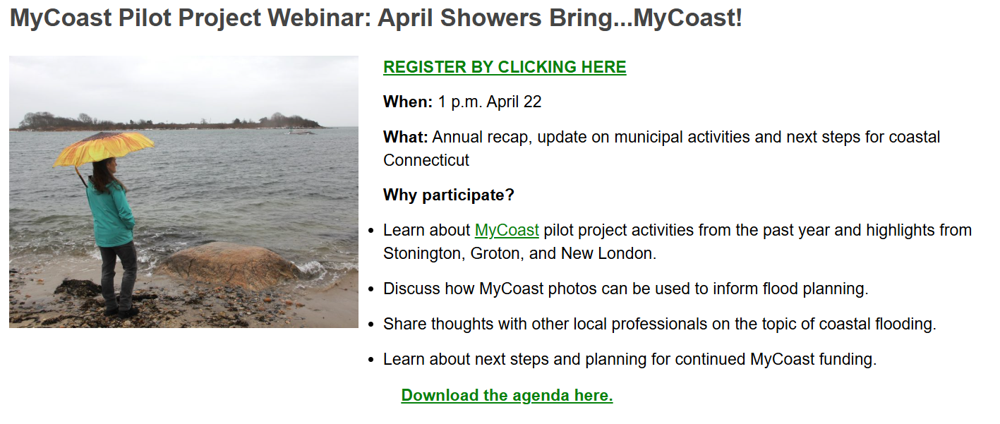 MyCoast Pilot Project Webinar: April Showers Bring...MyCoast!
REGISTER BY CLICKING HERE
When: 1 p.m. April 22
What: Annual recap, update on municipal activities and next steps for coastal
Connecticut
Why participate?
• Learn about MyCoast pilot project activities from the past year and highlights from
Stonington, Groton, and New London.
• Discuss how MyCoast photos can be used to inform flood planning.
• Share thoughts with other local professionals on the topic of coastal flooding.
• Learn about next steps and planning for continued MyCoast funding.
Download the agenda here.